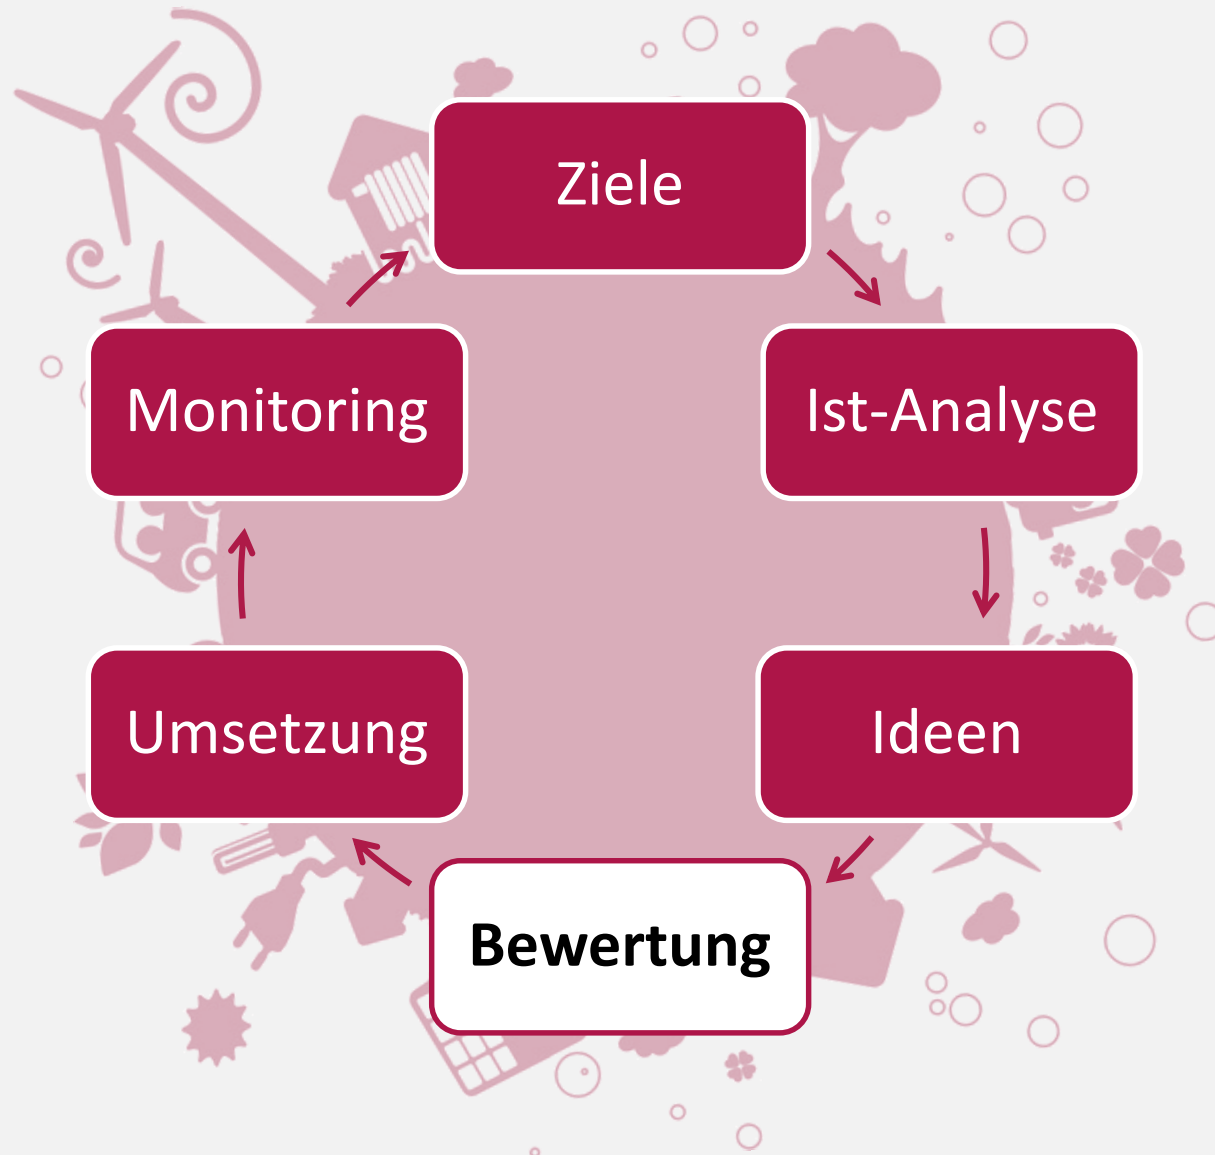 Ziele
Ist-Analyse
Ideen
Bewertung
Umsetzung
Monitoring